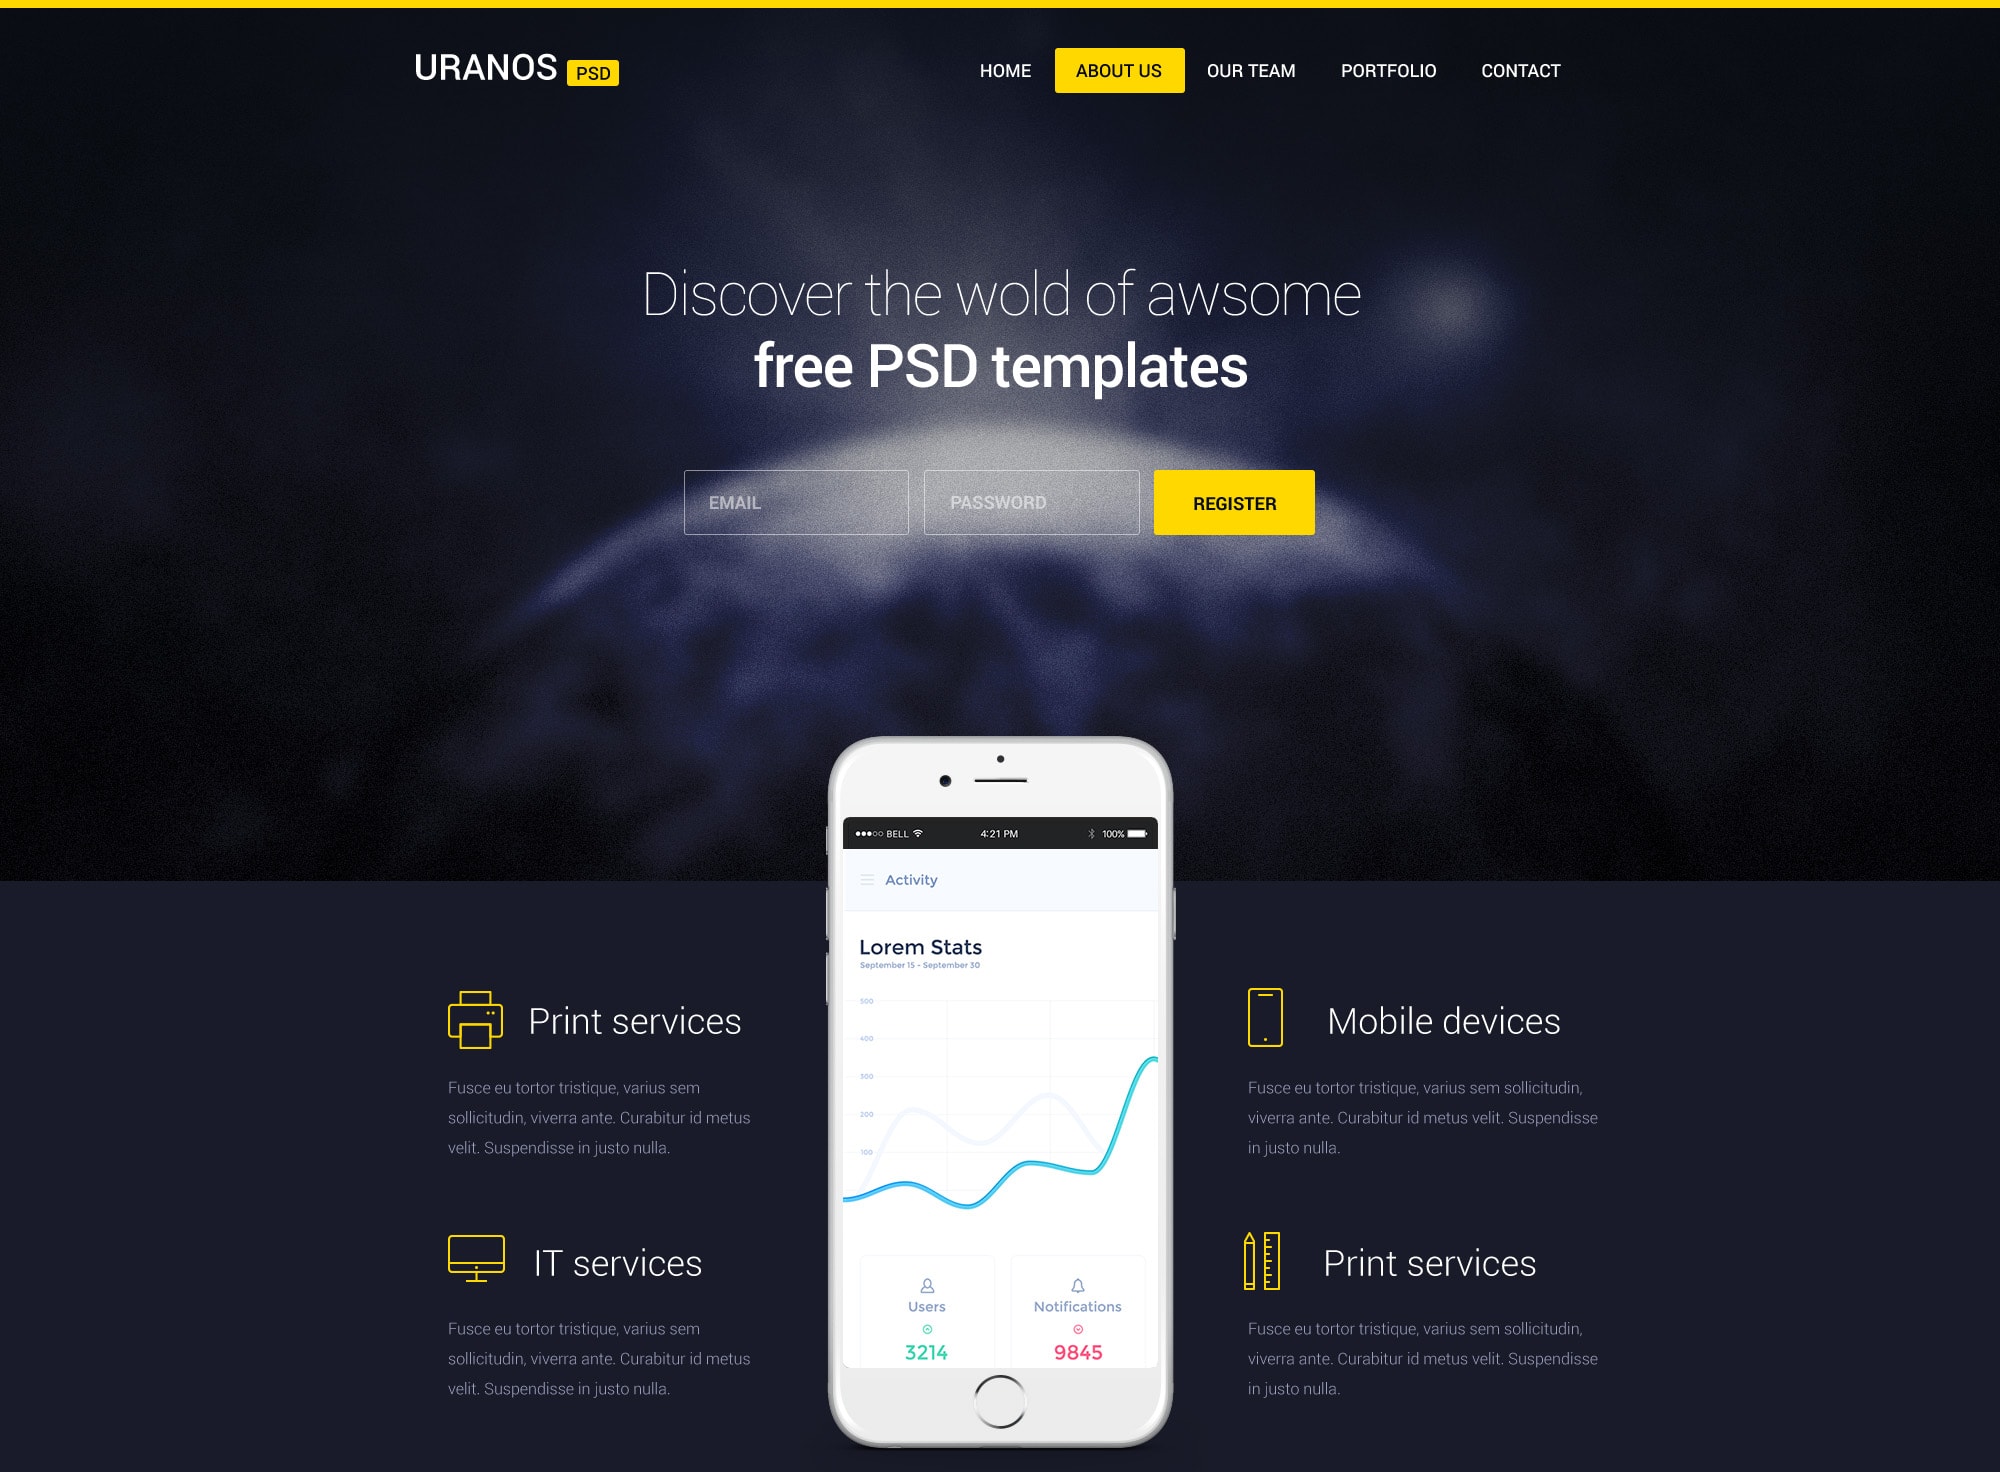 URANOS PSD
HOME ABOUT US OUR TEAM PORTFOLIO CONTACT
Discover the wold of awsome
free PSD templates
EMAIL PASSWORD REGISTER
BELL 4:21 PM 100%
Activity
Lorem Stats
September 15 - September 30
500
400
300
200
100
Users
3214
Notifications
9845
Print services
Fusce eu tortor tristique, varius sem
sollicitudin, viverra ante. Curabitur id metus
velit. Suspendisse in justo nulla.
IT services
Fusce eu tortor tristique, varius sem
sollicitudin, viverra ante. Curabitur id metus
velit. Suspendisse in justo nulla.
Mobile devices
Fusce eu tortor tristique, varius sem sollicitudin,
viverra ante. Curabitur id metus velit. Suspendisse
in justo nulla.
Print services
Fusce eu tortor tristique, varius sem sollicitudin,
viverra ante. Curabitur id metus velit. Suspendisse
in justo nulla.